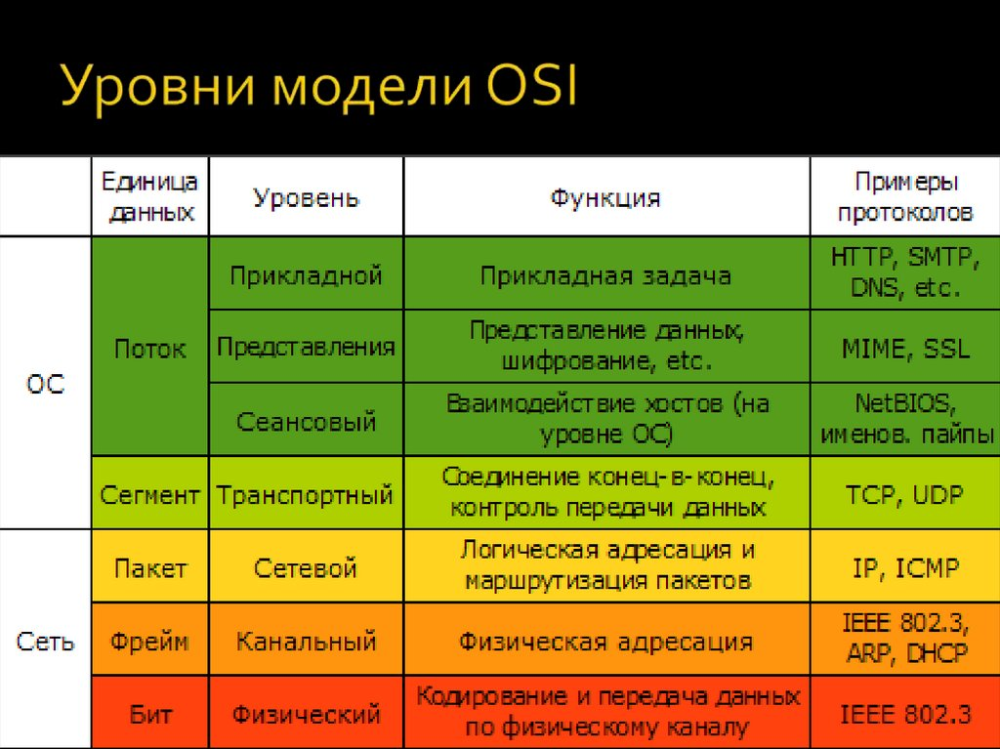 Уровни модели OSI
Единица
данных
Уровень
Функция
Примеры
протоколов
ОС
Поток
Прикладной
Прикладная задача
HTTP, SMTP,
DNS, etc.
Представления
Представление данных,
шифрование, etc.
MIME, SSL
Сеансовый
Взаимодействие хостов (на
уровне ОС)
NetBIOS,
именов. пайпы
Сегмент
Транспортный
Соединение конец-в-конец,
контроль передачи данных
TCP, UDP
Сеть
Пакет
Сетевой
Логическая адресация и
маршрутизация пакетов
IP, ICMP
Фрейм
Канальный
Физическая адресация
IEEE 802.3,
ARP, DHCP
Бит
Физический
Кодирование и передача данных
по физическому каналу
IEEE 802.3